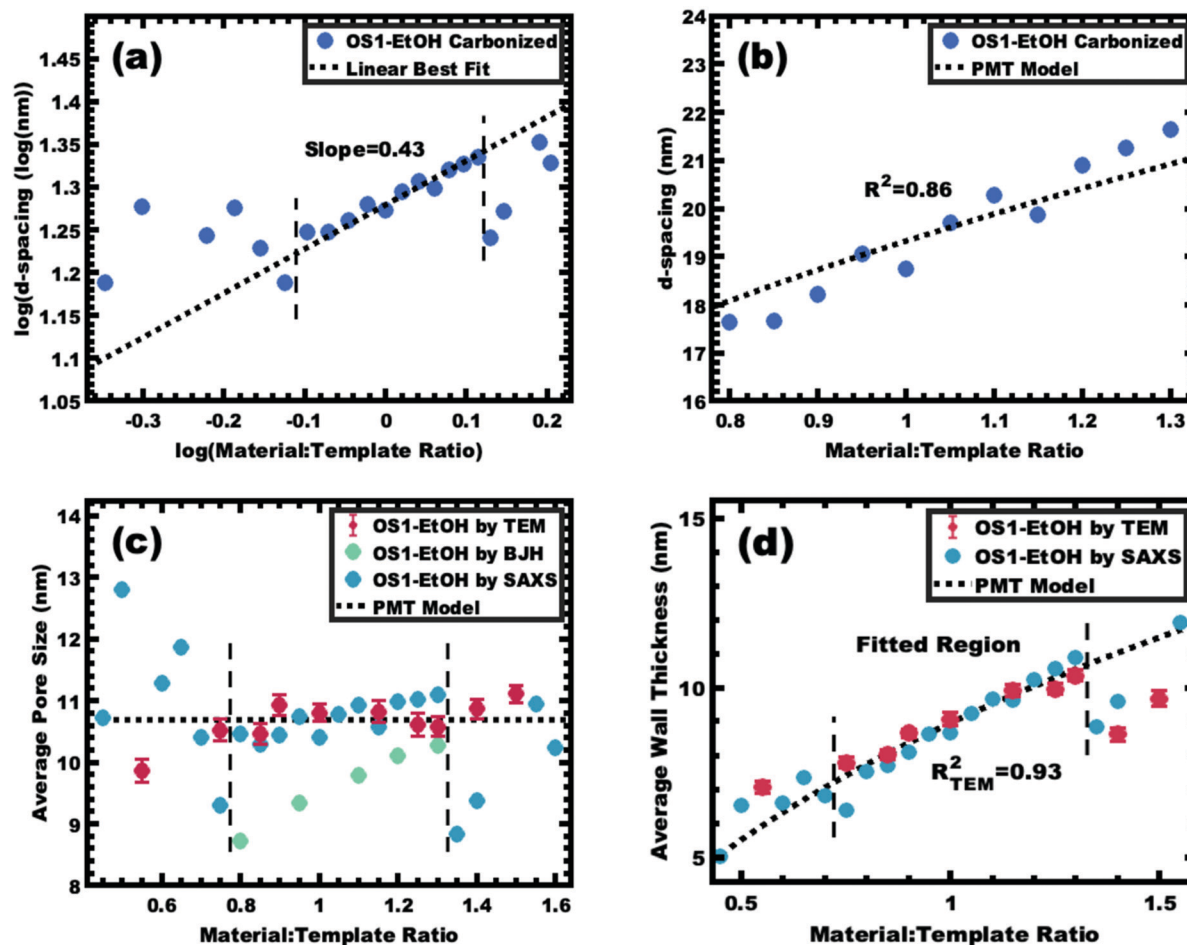 (a)
OS1-EtOH Carbonized
Linear Best Fit
Slope=0.43
log(d-spacing (log(nm))
1.45
1.4
1.35
1.3
1.25
1.2
1.15
1.1
1.05
-0.3 -0.2 -0.1 0 0.1 0.2
log(Material:Template Ratio)
(b)
OS1-EtOH Carbonized
PMT Model
R²=0.86
d-spacing (nm)
24
23
22
21
20
19
18
17
16
0.8 0.9 1 1.1 1.2 1.3
Material:Template Ratio
(c)
OS1-EtOH by TEM
OS1-EtOH by BJH
OS1-EtOH by SAXS
PMT Model
Average Pore Size (nm)
14
13
12
11
10
9
8
0.6 0.8 1 1.2 1.4 1.6
Material:Template Ratio
(d)
OS1-EtOH by TEM
OS1-EtOH by SAXS
PMT Model
Fitted Region
R²TEM=0.93
Average Wall Thickness (nm)
15
10
5
0.5 1 1.5
Material:Template Ratio